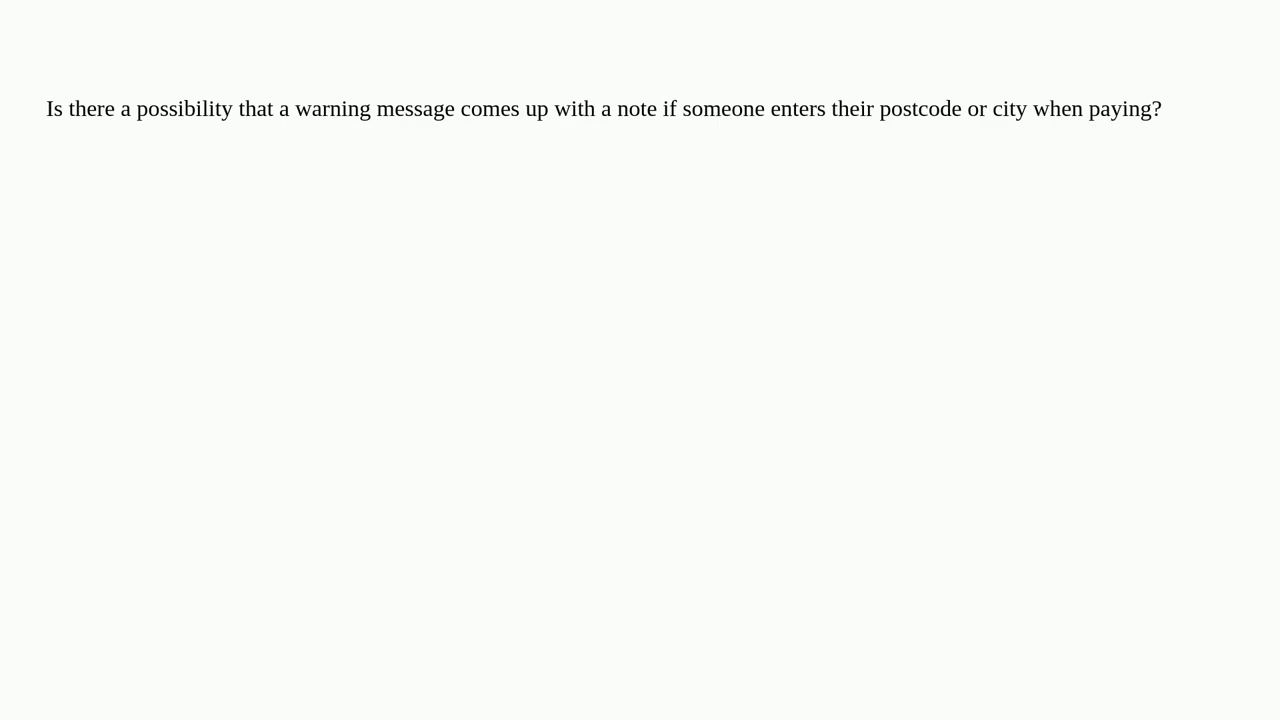 Is there a possibility that a warning message comes up with a note if someone enters their postcode or city when paying?